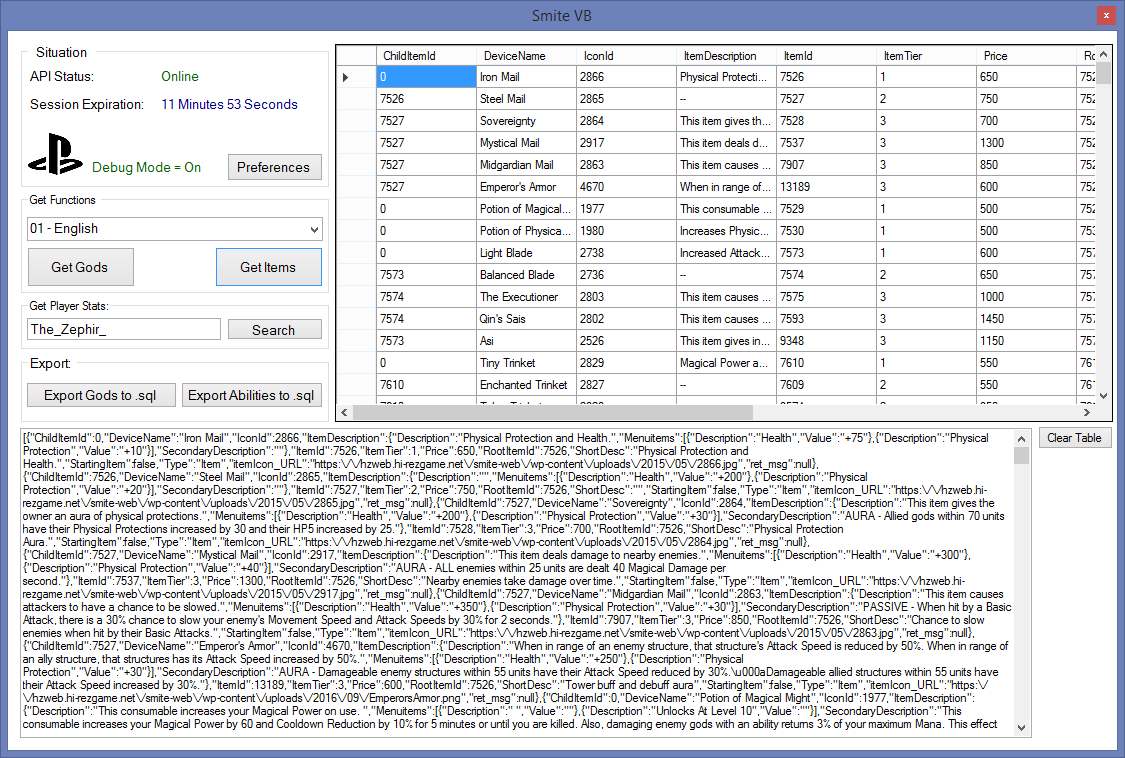 Smite VB
x
Situation
API Status: Online
Session Expiration: 11 Minutes 53 Seconds
Debug Mode = On
Preferences
Get Functions
01 - English
Get Gods
Get Items
Get Player Stats:
The_Zephir_
Search
Export
Export Gods to .sql
Export Abilities to .sql
ChildItemId DeviceName IconId ItemDescription ItemId ItemTier Price
0 Iron Mail 2866 Physical Protecti... 7526 1 650 752
7526 Steel Mail 2865 -- 7527 2 750 752
7527 Sovereignty 2864 This item gives th... 7528 3 700 752
7527 Mystical Mail 2917 This item deals d... 7537 3 1300 752
7527 Midgardian Mail 2863 This item causes ... 7907 3 850 752
7527 Emperor's Armor 4670 When in range of... 13189 3 600 752
0 Potion of Magical... 1977 This consumable ... 7529 1 500 752
0 Potion of Physica... 1980 Increases Physic... 7530 1 500 753
0 Light Blade 2738 Increased Attack... 7573 1 600 757
7573 Balanced Blade 2736 -- 7574 2 650 757
7574 The Executioner 2803 This item causes ... 7575 3 1000 757
7574 Qin's Sais 2802 This item causes ... 7593 3 1450 757
7573 Asi 2526 This item gives in... 9348 3 1150 757
0 Tiny Trinket 2829 Magical Power a... 7610 1 550 761
7610 Enchanted Trinket 2827 -- 7609 2 550 761
Clear Table
[{"ChildItemId":0,"DeviceName":"Iron Mail","IconId":2866,"ItemDescription":{"Description":"Physical Protection and Health.","Menuitems":[{"Description":"Health","Value":"+75"},{"Description":"Physical
Protection","Value":"+10"}],"SecondaryDescription":""},"ItemId":7526,"ItemTier":1,"Price":650,"RootItemId":7526,"ShortDesc":"Physical Protection and
Health.","StartingItem":false,"Type":"Item","itemIcon_URL":"https:\/\/hzweb.hi-rezgame.net\/smite-web\/wp-content\/uploads\/2015\/05\/2866.jpg","ret_msg":null},
{"ChildItemId":7526,"DeviceName":"Steel Mail","IconId":2865,"ItemDescription":{"Description":"","Menuitems":[{"Description":"Health","Value":"+200"},{"Description":"Physical
Protection","Value":"+20"}],"SecondaryDescription":""},"ItemId":7527,"ItemTier":2,"Price":750,"RootItemId":7526,"ShortDesc":"","StartingItem":false,"Type":"Item","itemIcon_URL":"https:\/\/hzweb.hi-
rezgame.net\/smite-web\/wp-content\/uploads\/2015\/05\/2865.jpg","ret_msg":null},{"ChildItemId":7527,"DeviceName":"Sovereignty","IconId":2864,"ItemDescription":{"Description":"This item gives the
owner an aura of physical protections.","Menuitems":[{"Description":"Health","Value":"+200"},{"Description":"Physical Protection","Value":"+30"}],"SecondaryDescription":"AURA - Allied gods within 70 units
have their Physical Protections increased by 30 and their HP5 increased by 25."},"ItemId":7528,"ItemTier":3,"Price":700,"RootItemId":7526,"ShortDesc":"Physical Protection
Aura.","StartingItem":false,"Type":"Item","itemIcon_URL":"https:\/\/hzweb.hi-rezgame.net\/smite-web\/wp-content\/uploads\/2015\/05\/2864.jpg","ret_msg":null},
{"ChildItemId":7527,"DeviceName":"Mystical Mail","IconId":2917,"ItemDescription":{"Description":"This item deals damage to nearby enemies.","Menuitems":[{"Description":"Health","Value":"+300"},
{"Description":"Physical Protection","Value":"+40"}],"SecondaryDescription":"AURA - ALL enemies within 25 units are dealt 40 Magical Damage per
second."},"ItemId":7537,"ItemTier":3,"Price":1300,"RootItemId":7526,"ShortDesc":"Nearby enemies take damage over time.","StartingItem":false,"Type":"Item","itemIcon_URL":"https:\/\/hzweb.hi-
rezgame.net\/smite-web\/wp-content\/uploads\/2015\/05\/2917.jpg","ret_msg":null},{"ChildItemId":7527,"DeviceName":"Midgardian Mail","IconId":2863,"ItemDescription":{"Description":"This item causes
attackers to have a chance to be slowed.","Menuitems":[{"Description":"Health","Value":"+350"},{"Description":"Physical Protection","Value":"+30"}],"SecondaryDescription":"PASSIVE - When hit by a Basic
Attack, there is a 30% chance to slow your enemy's Movement Speed and Attack Speeds by 30% for 2 seconds."},"ItemId":7907,"ItemTier":3,"Price":850,"RootItemId":7526,"ShortDesc":"Chance to slow
enemies when hit by their Basic Attacks.","StartingItem":false,"Type":"Item","itemIcon_URL":"https:\/\/hzweb.hi-rezgame.net\/smite-web\/wp-content\/uploads\/2015\/05\/2863.jpg","ret_msg":null},
{"ChildItemId":7527,"DeviceName":"Emperor's Armor","IconId":4670,"ItemDescription":{"Description":"When in range of an enemy structure, that structure's Attack Speed is reduced by 50%. When in range of
an ally structure, that structures has its Attack Speed increased by 50%.","Menuitems":[{"Description":"Health","Value":"+250"},{"Description":"Physical
Protection","Value":"+30"}],"SecondaryDescription":"AURA - Damageable enemy structures within 55 units have their Attack Speed reduced by 30%.\u000aDamageable allied structures within 55 units have
their Attack Speed increased by 30%."},"ItemId":13189,"ItemTier":3,"Price":600,"RootItemId":7526,"ShortDesc":"Tower buff and debuff aura","StartingItem":false,"Type":"Item","itemIcon_URL":"https:\/
\/hzweb.hi-rezgame.net\/smite-web\/wp-content\/uploads\/2016\/09\/EmperorsArmor.png","ret_msg":null},{"ChildItemId":0,"DeviceName":"Potion of Magical Might","IconId":1977,"ItemDescription":
{"Description":"This consumable increases your Magical Power on use. ","Menuitems":[{"Description":" ","Value":""},{"Description":"Unlocks At Level 10","Value":""}],"SecondaryDescription":"This
consumable increases your Magical Power by 60 and Cooldown Reduction by 10% for 5 minutes or until you are killed. Also, damaging enemy gods with an ability returns 3% of your maximum Mana. This effect